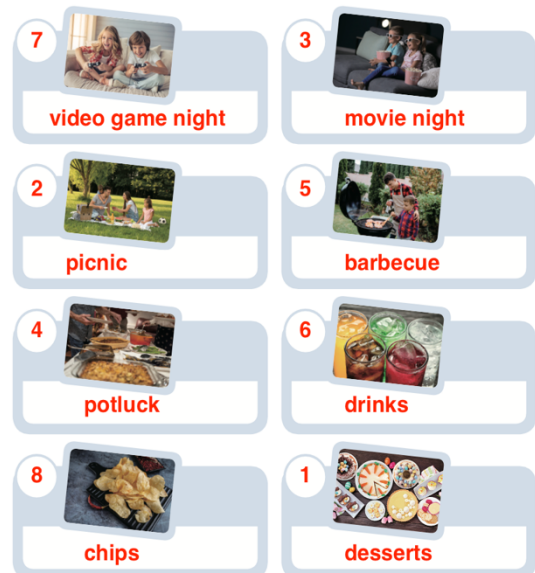 7
video game night
3
movie night
2
picnic
5
barbecue
4
potluck
6
drinks
8
chips
1
desserts